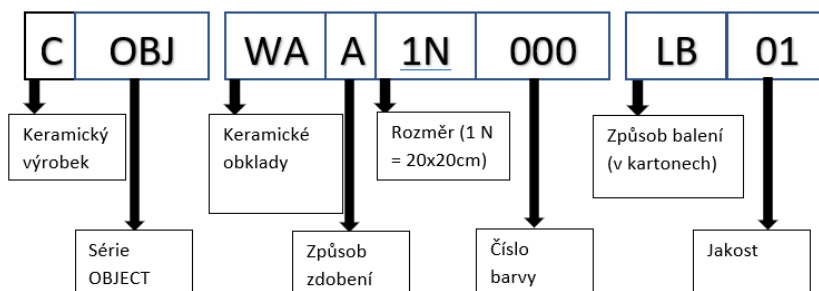 C OBJ WA A 1N 000 LB 01
Keramický
výrobek
Keramické
obklady
Rozměr (1 N
= 20x20cm)
Způsob balení
(v kartonech)
Série
OBJECT
Způsob
zdobení
Číslo
barvy
Jakost